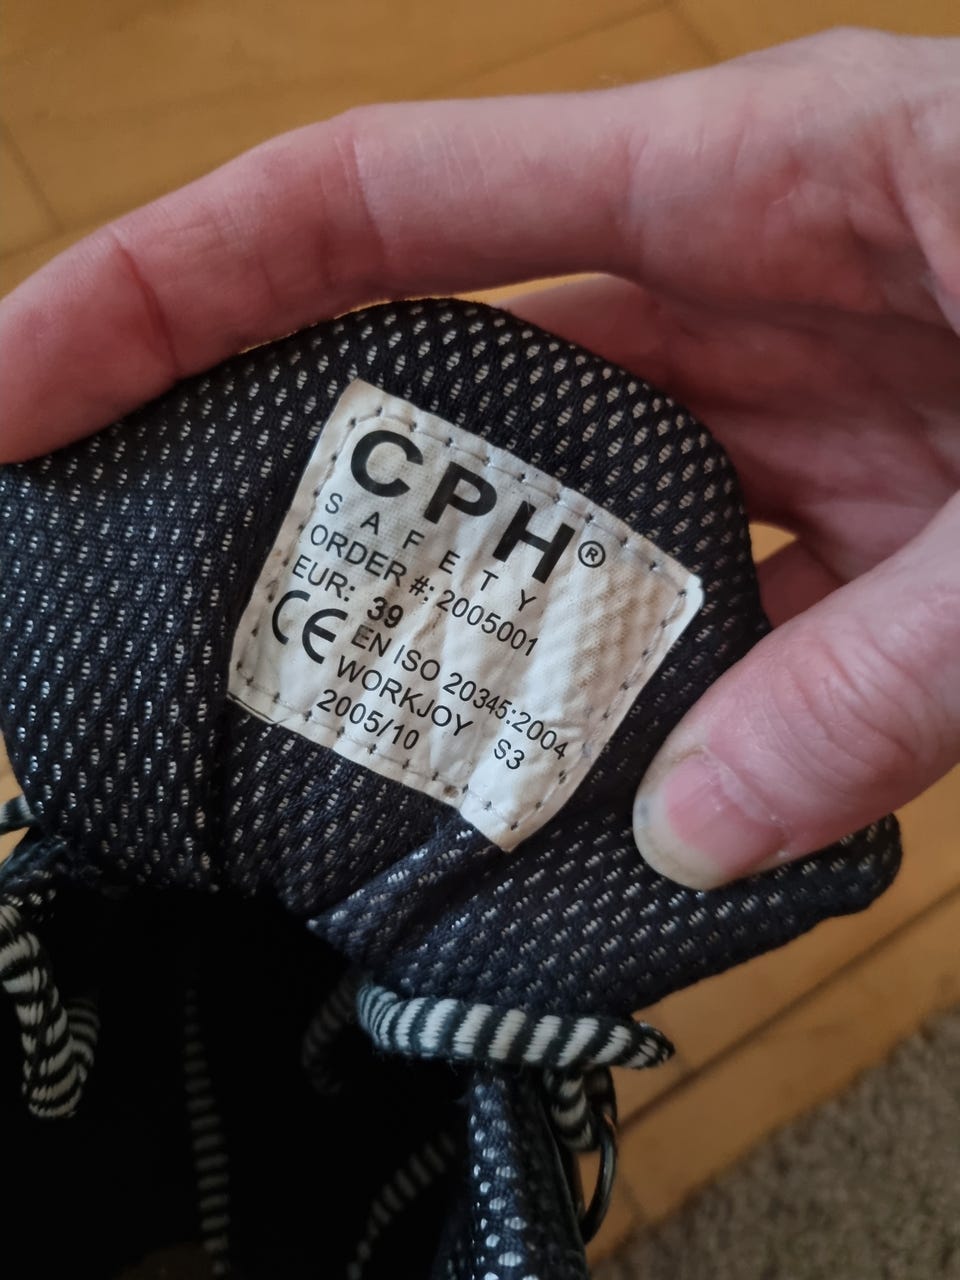 CPH®
SAFETY
ORDER #: 2005001
EUR: 39
CE EN ISO 20345:2004
WORKJOY S3
2005/10